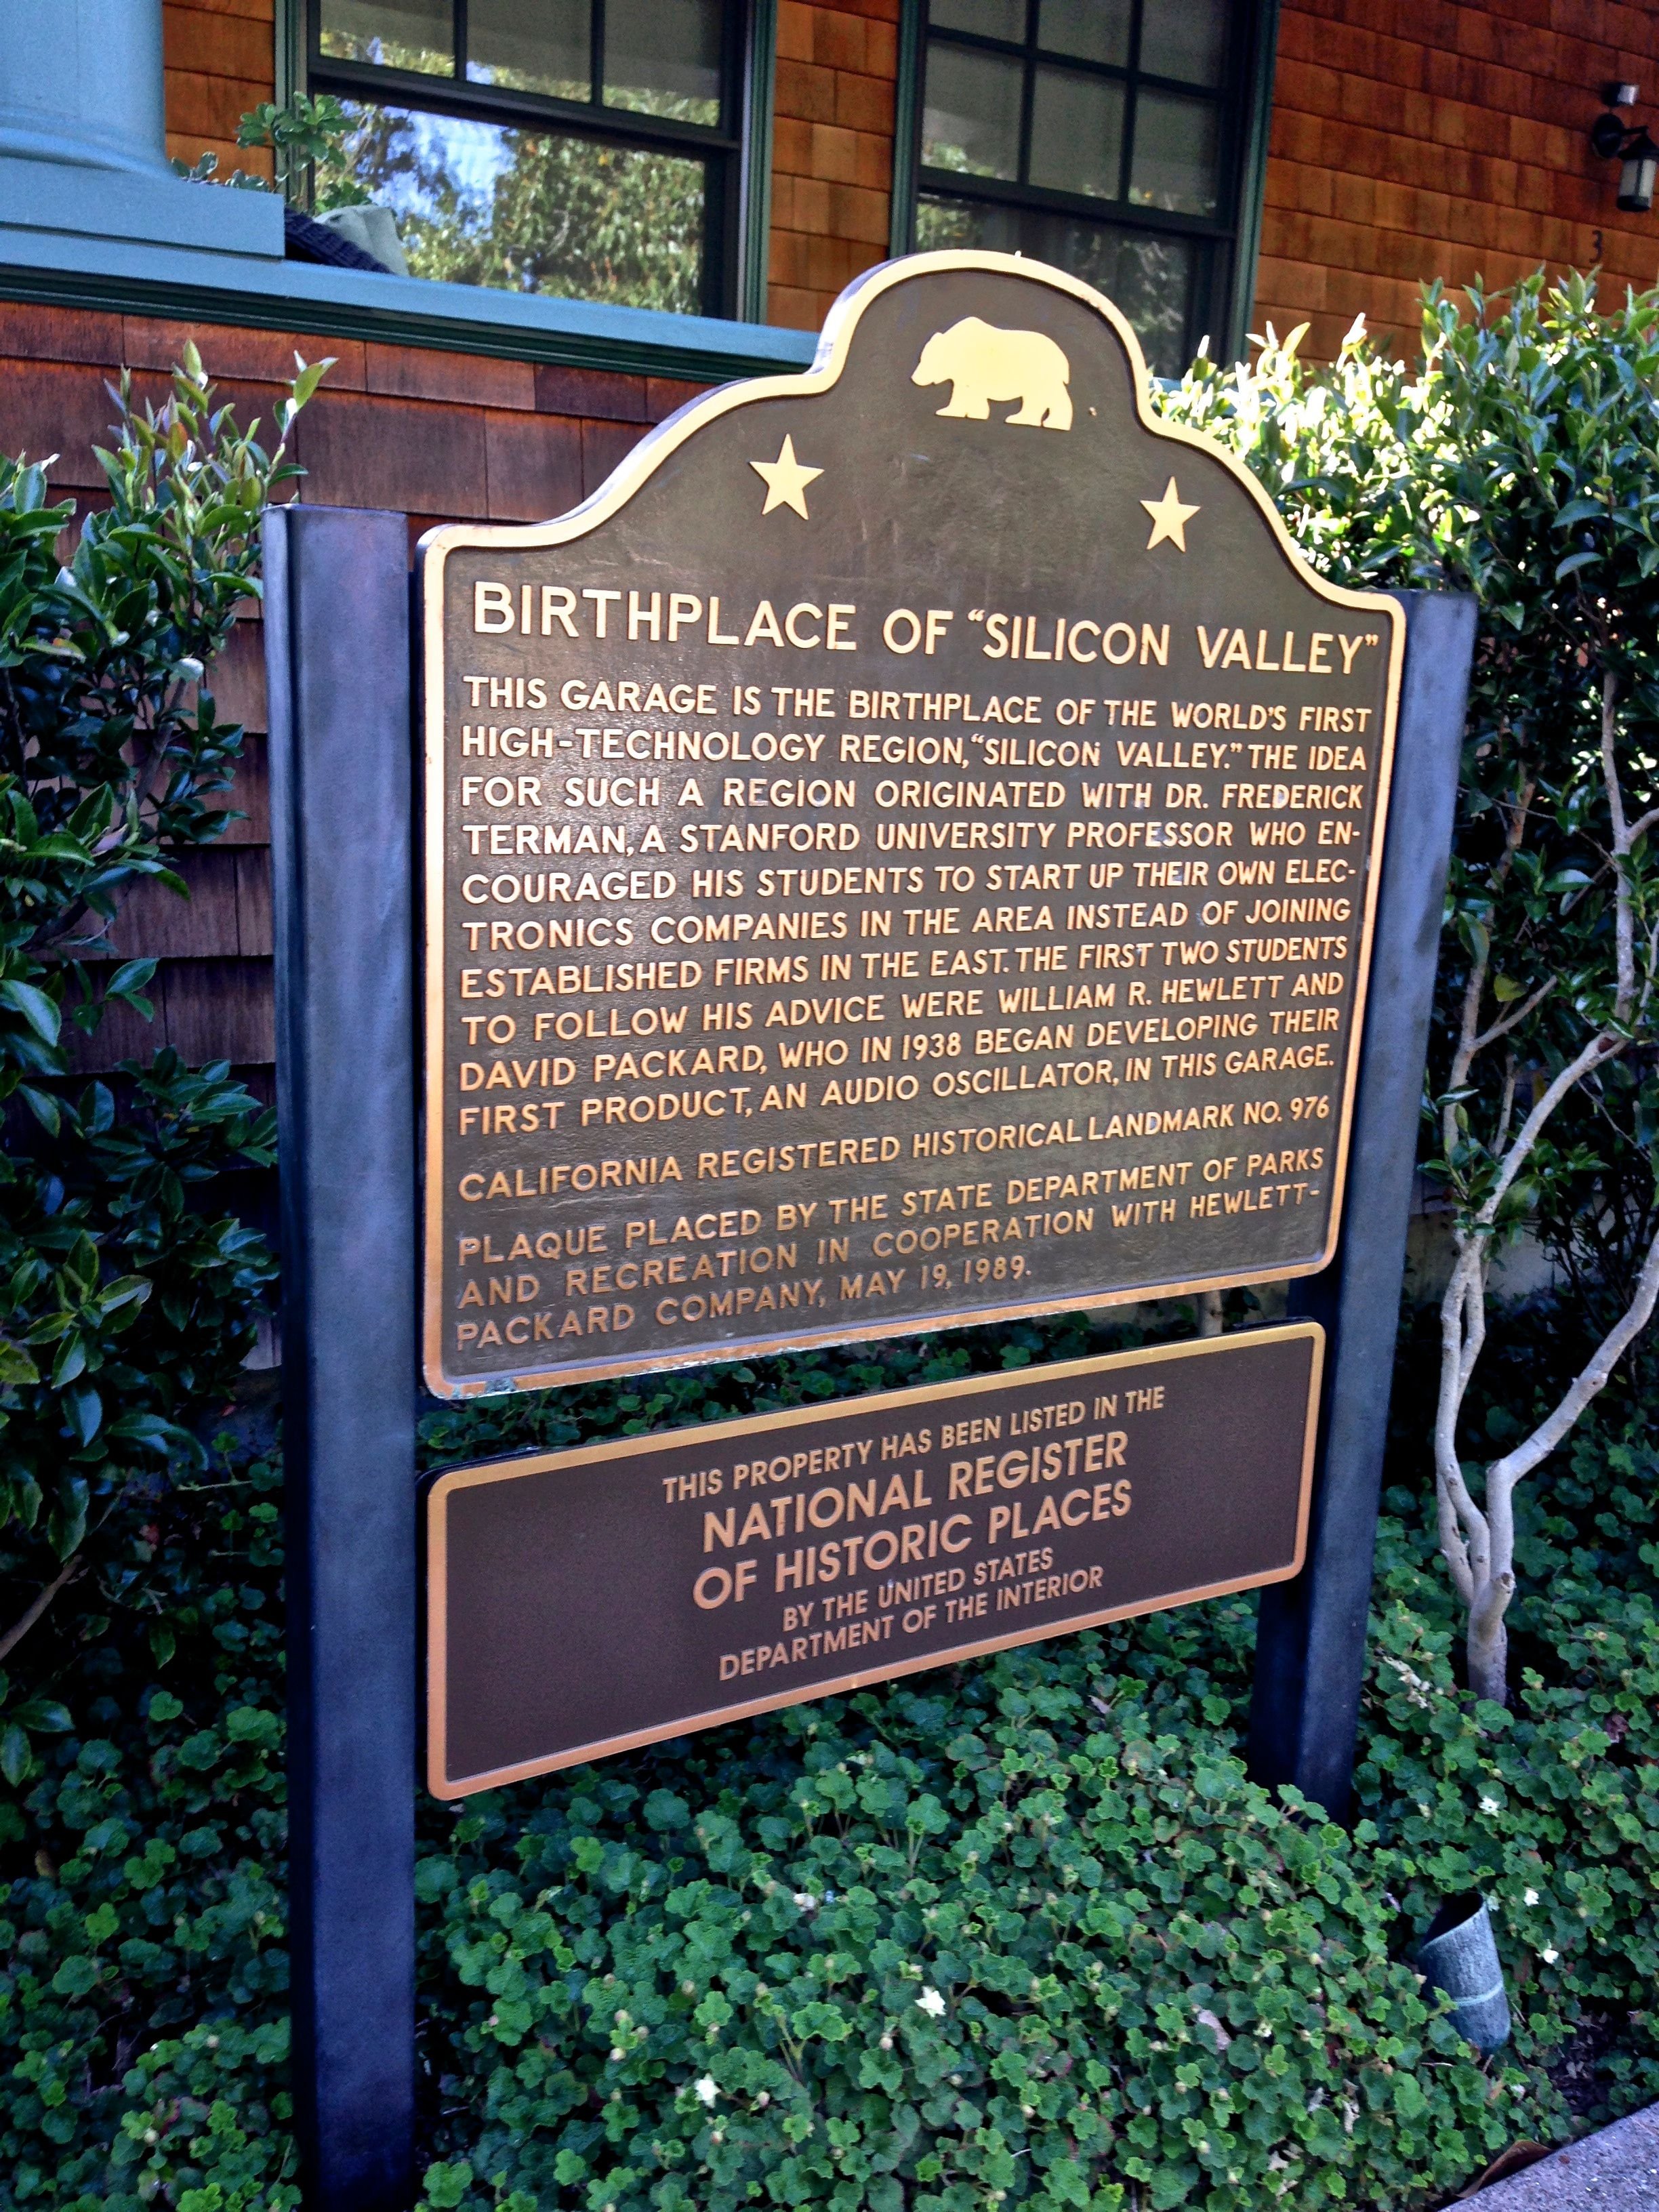 3
BIRTHPLACE OF "SILICON VALLEY"
THIS GARAGE IS THE BIRTHPLACE OF THE WORLD'S FIRST
HIGH-TECHNOLOGY REGION, "SILICON VALLEY." THE IDEA
FOR SUCH A REGION ORIGINATED WITH DR. FREDERICK
TERMAN, A STANFORD UNIVERSITY PROFESSOR WHO EN-
COURAGED HIS STUDENTS TO START UP THEIR OWN ELEC-
TRONICS COMPANIES IN THE AREA INSTEAD OF JOINING
ESTABLISHED FIRMS IN THE EAST. THE FIRST TWO STUDENTS
TO FOLLOW HIS ADVICE WERE WILLIAM R. HEWLETT AND
DAVID PACKARD, WHO IN 1938 BEGAN DEVELOPING THEIR
FIRST PRODUCT, AN AUDIO OSCILLATOR, IN THIS GARAGE.
CALIFORNIA REGISTERED HISTORICAL LANDMARK NO. 976
PLAQUE PLACED BY THE STATE DEPARTMENT OF PARKS
AND RECREATION IN COOPERATION WITH HEWLETT-
PACKARD COMPANY, MAY 19, 1989.
THIS PROPERTY HAS BEEN LISTED IN THE
NATIONAL REGISTER
OF HISTORIC PLACES
BY THE UNITED STATES
DEPARTMENT OF THE INTERIOR